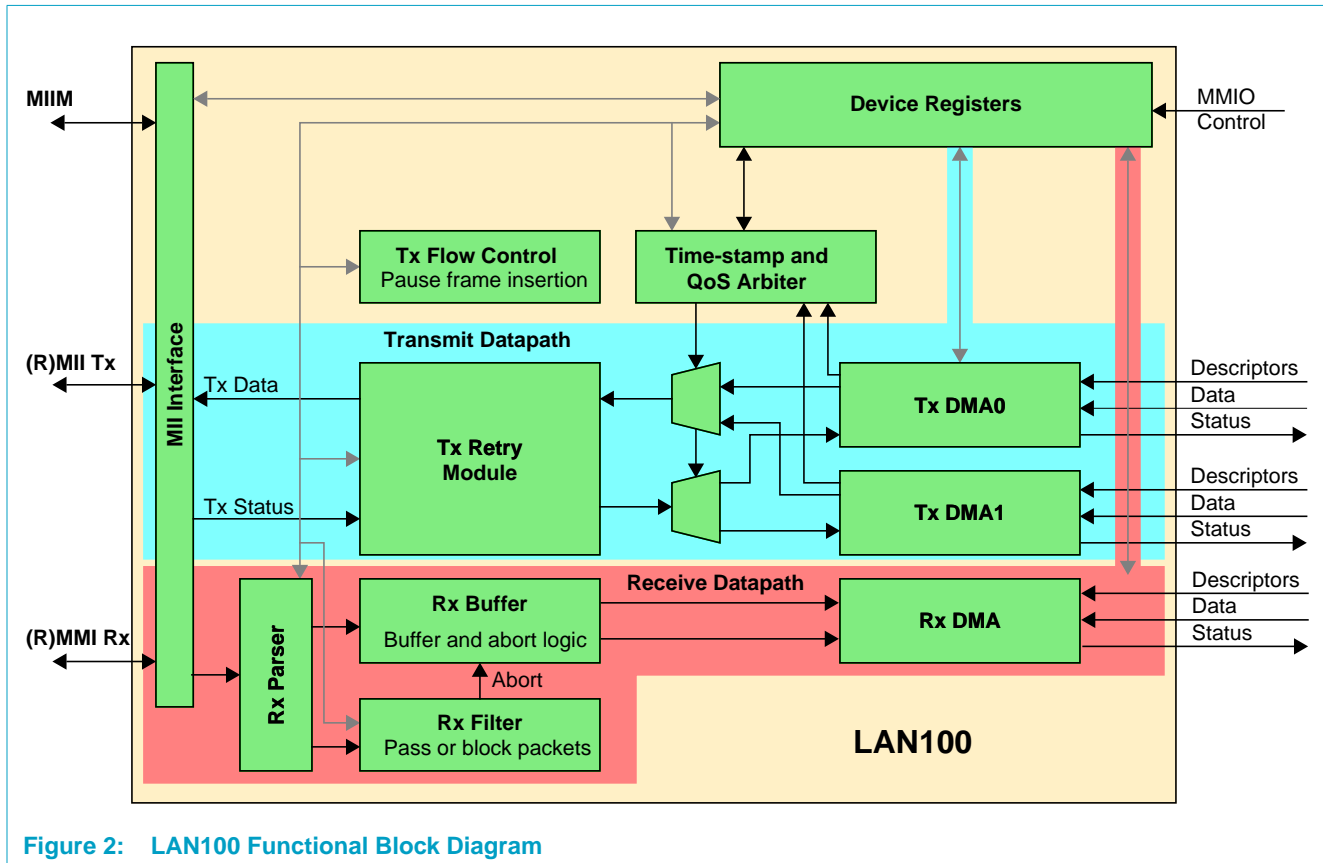 MIIM
Device Registers
MMIO
Control
Tx Flow Control
Pause frame insertion
Time-stamp and
QoS Arbiter
MII Interface
Transmit Datapath
(R)MII Tx
Tx Data
Tx Retry
Module
Tx Status
Tx DMA0
Descriptors
Data
Status
Tx DMA1
Descriptors
Data
Status
Receive Datapath
(R)MMI Rx
Rx Parser
Rx Buffer
Buffer and abort logic
Abort
Rx Filter
Pass or block packets
Rx DMA
Descriptors
Data
Status
LAN100
Figure 2: LAN100 Functional Block Diagram